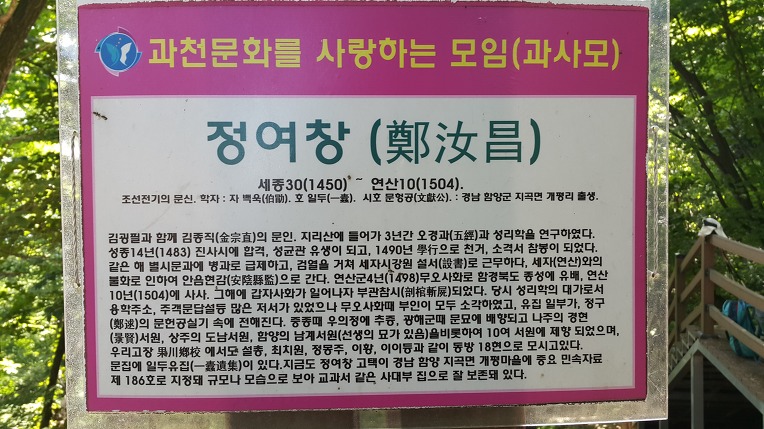 과천문화를 사랑하는 모임(과사모)
정여창 (鄭汝昌)
세종30(1450) ~ 연산10(1504).
조선전기의 문신. 학자 : 자 백욱(伯勖). 호 일두(一蠹). 시호 문헌공(文獻公). : 경남 함양군 지곡면 개평리 출생.
김굉필과 함께 김종직(金宗直)의 문인. 지리산에 들어가 3년간 오경과(五經)과 성리학을 연구하였다.
성종14년(1483) 진사시에 합격, 성균관 유생이 되고, 1490년 學行으로 천거, 소격서 참봉이 되었다.
같은 해 별시문과에 병과로 급제하고, 검열을 거쳐 세자시강원 설서(設書)로 근무하다, 세자(연산)와의
불화로 인하여 안음현감(安陰縣監)으로 간다. 연산군4년(1498)무오사화로 함경북도 종성에 유배, 연산
10년(1504)에 사사. 그해에 갑자사화가 일어나자 부관참시(剖棺斬屍)되었다. 당시 성리학의 대가로서
용학주소, 주객문답설등 많은 저서가 있었으나 무오사화때 부인이 모두 소각하였고, 유집 일부가, 정구
(鄭逑)의 문헌공실기 속에 전해진다. 중종때 우의정에 추증, 광해군때 문묘에 배향되고 나주의 경현
(景賢)서원, 상주의 도남서원, 함양의 남계서원(선생의 묘가 있음)을비롯하여 10여 서원에 제향 되었으며,
우리고장 果川鄕校 에서모 설총, 최치원, 정몽주, 이황, 이이등과 같이 동방 18현으로 모시고있다.
문집에 일두유집(一蠹遺集)이 있다.지금도 정여창 고택이 경남 함양 지곡면 개평마을에 중요 민속자료
제 186호로 지정돼 규모나 모습으로 보아 교과서 같은 사대부 집으로 잘 보존돼 있다.